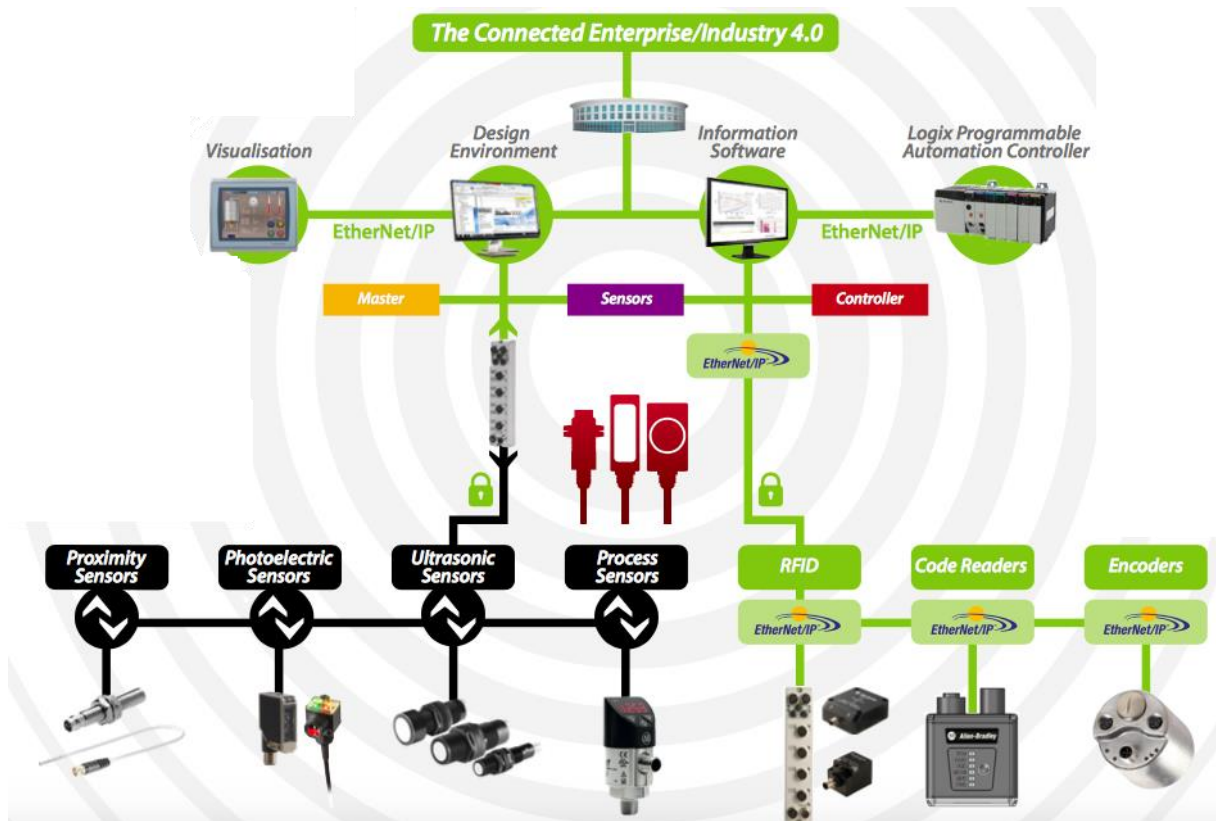 The Connected Enterprise/Industry 4.0
Visualisation
Design
Environment
Information
Software
Logix Programmable
Automation Controller
EtherNet/IP
EtherNet/IP
Master
Sensors
Controller
EtherNet/IP
Proximity
Sensors
Photoelectric
Sensors
Ultrasonic
Sensors
Process
Sensors
RFID
Code Readers
Encoders
EtherNet/IP
EtherNet/IP
EtherNet/IP
Allen-Bradley